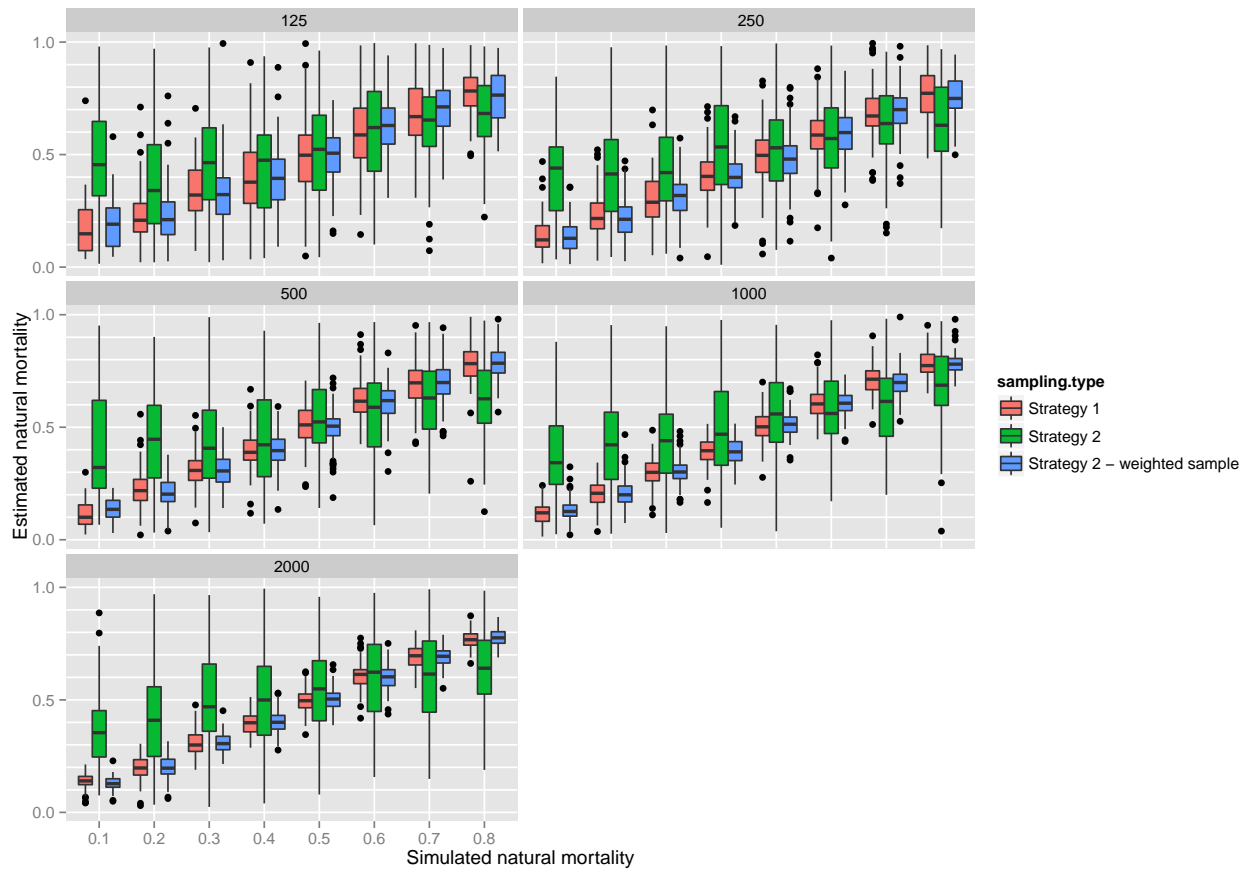 125
250
1.0
0.5
0.0
500
1000
1.0
0.5
0.0
2000
1.0
0.5
0.0
0.1 0.2 0.3 0.4 0.5 0.6 0.7 0.8
Simulated natural mortality
Estimated natural mortality
sampling.type
Strategy 1
Strategy 2
Strategy 2 − weighted sample